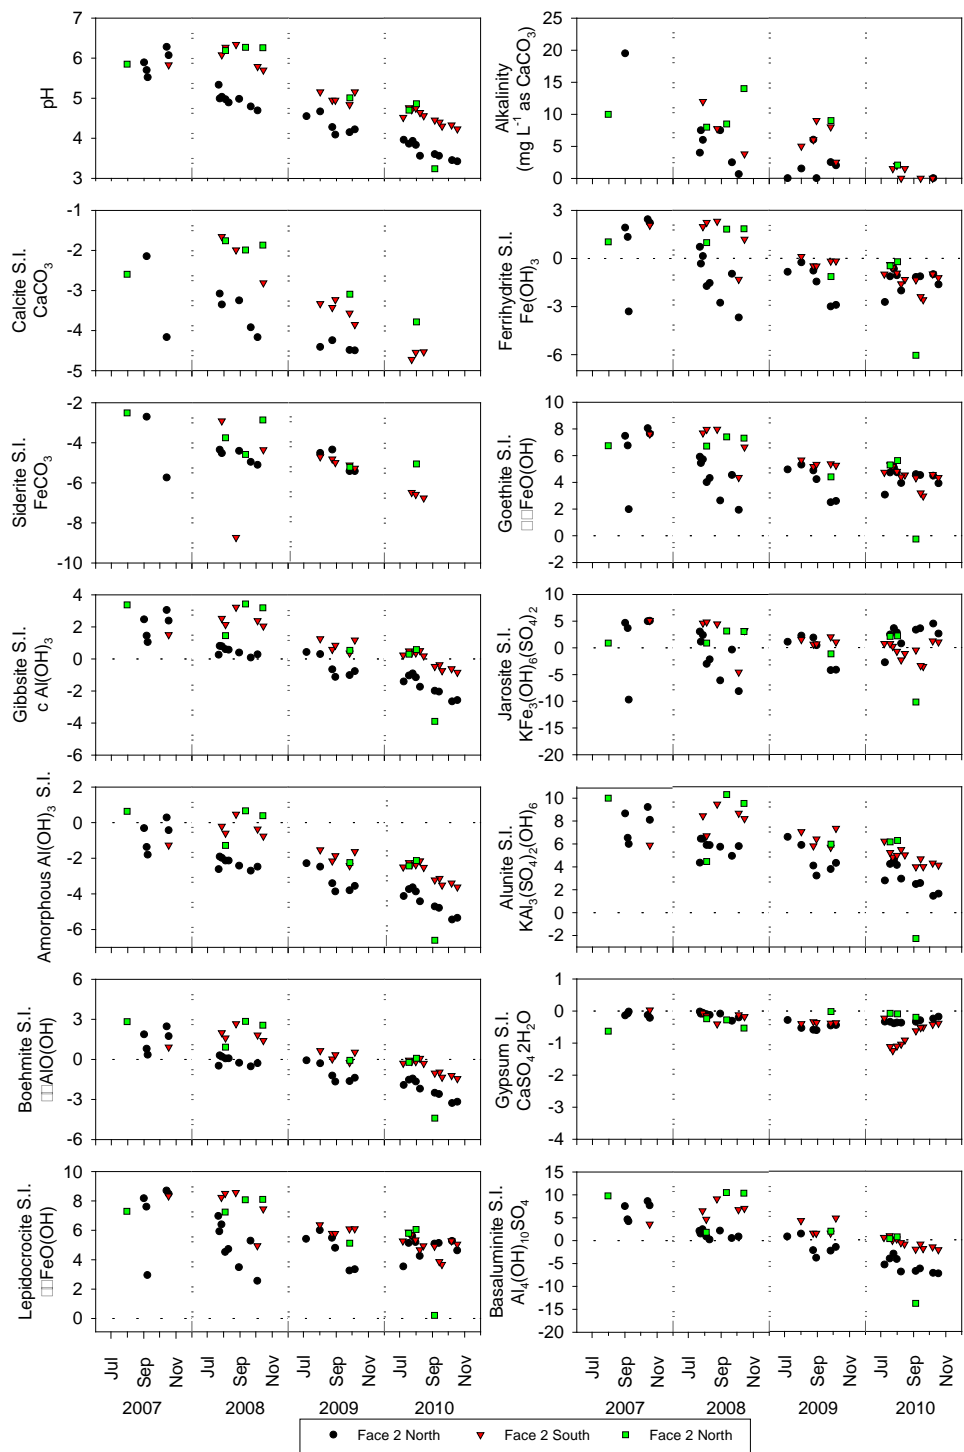 7
6
5
4
3
pH
25
20
15
10
5
0
Alkalinity
(mg L⁻¹ as CaCO₃)
-1
-2
-3
-4
-5
Calcite S.I.
CaCO₃
3
0
-3
-6
Ferrihydrite S.I.
Fe(OH)₃
-2
-4
-6
-8
-10
Siderite S.I.
FeCO₃
10
8
6
4
2
0
-2
Goethite S.I.
□□FeO(OH)
4
2
0
-2
-4
-6
Gibbsite S.I.
c Al(OH)₃
10
5
0
-5
-10
-15
-20
Jarosite S.I.
KFe₃(OH)₆(SO₄)₂
2
0
-2
-4
-6
Amorphous Al(OH)₃ S.I.
10
8
6
4
2
0
-2
Alunite S.I.
KAl₃(SO₄)₂(OH)₆
6
3
0
-3
-6
Boehmite S.I.
□□AlO(OH)
1
0
-1
-2
-3
-4
Gypsum S.I.
CaSO₄ 2H₂O
10
8
6
4
2
0
Lepidocrocite S.I.
□□FeO(OH)
15
10
5
0
-5
-10
-15
-20
Basaluminite S.I.
Al₄(OH)₁₀SO₄
Jul Sep Nov Jul Sep Nov Jul Sep Nov Jul Sep Nov
2007 2008 2009 2010
Jul Sep Nov Jul Sep Nov Jul Sep Nov Jul Sep Nov
2007 2008 2009 2010
Face 2 North Face 2 South Face 2 North